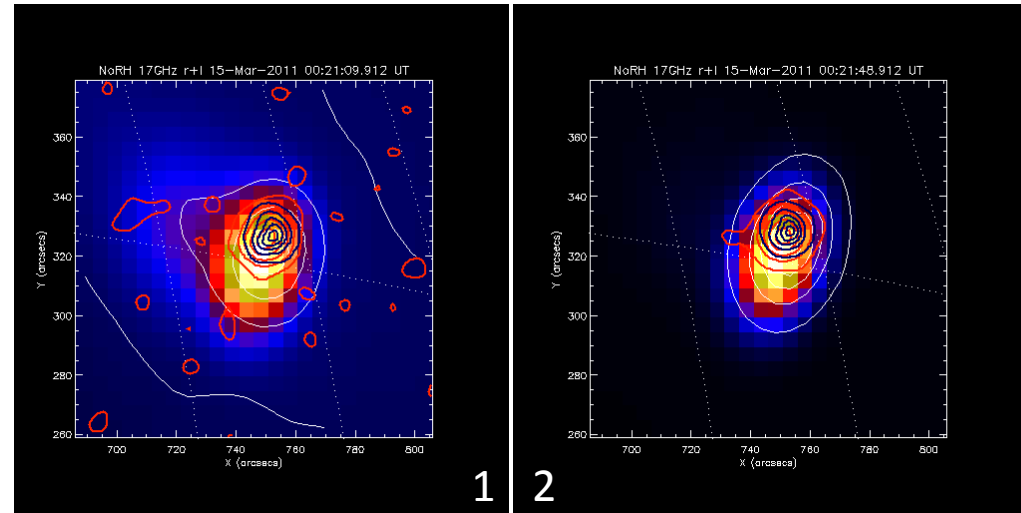 NoRH 17GHz r+l 15-Mar-2011 00:21:09.912 UT
360
340
320
300
280
260
Y (arcsecs)
700 720 740 760 780 800
X (arcsecs)
1
NoRH 17GHz r+l 15-Mar-2011 00:21:48.912 UT
360
340
320
300
280
260
Y (arcsecs)
700 720 740 760 780 800
X (arcsecs)
2